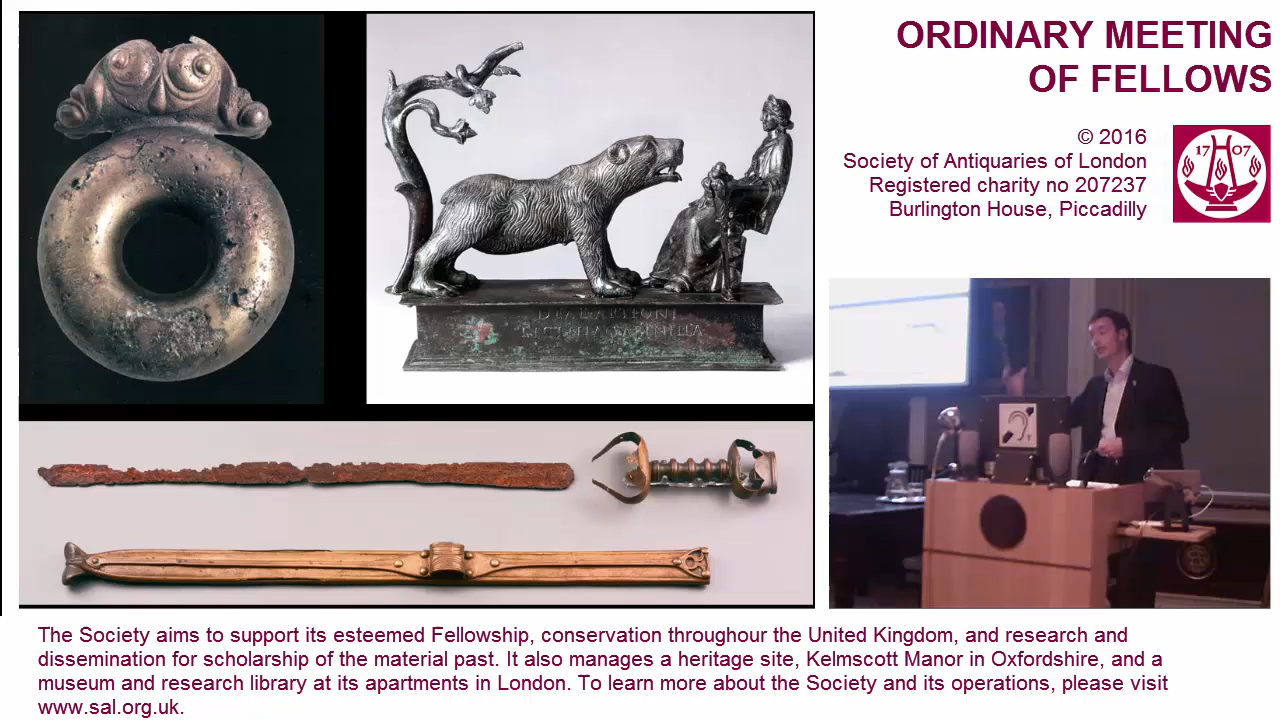 ORDINARY MEETING
OF FELLOWS
© 2016
Society of Antiquaries of London
Registered charity no 207237
Burlington House, Piccadilly
17 07
The Society aims to support its esteemed Fellowship, conservation throughour the United Kingdom, and research and
dissemination for scholarship of the material past. It also manages a heritage site, Kelmscott Manor in Oxfordshire, and a
museum and research library at its apartments in London. To learn more about the Society and its operations, please visit
www.sal.org.uk.